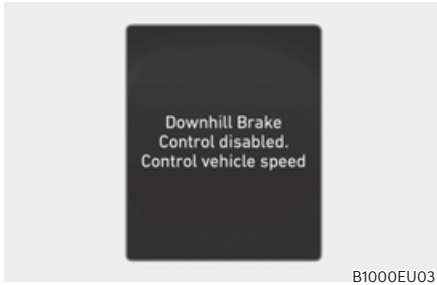 Downhill Brake
Control disabled.
Control vehicle speed
B1000EU03